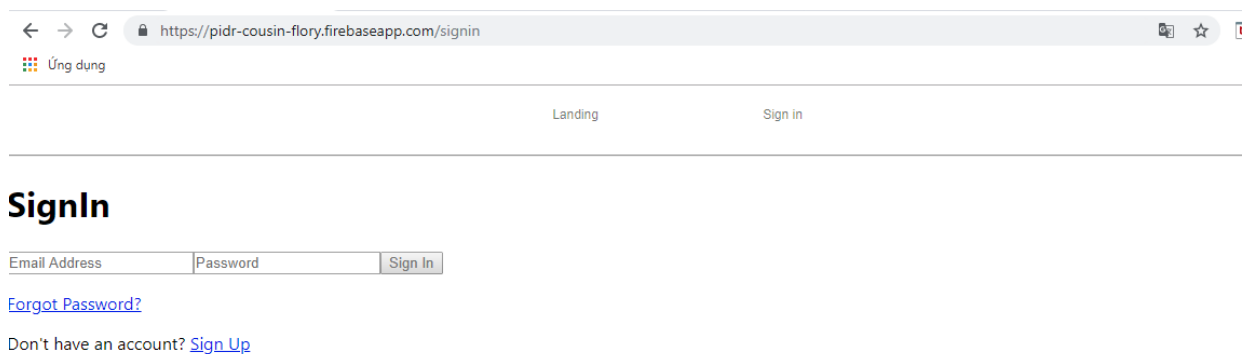 https://pidr-cousin-flory.firebaseapp.com/signin
Ứng dụng
Landing Sign in
SignIn
Email Address Password Sign In
Forgot Password?
Don't have an account? Sign Up